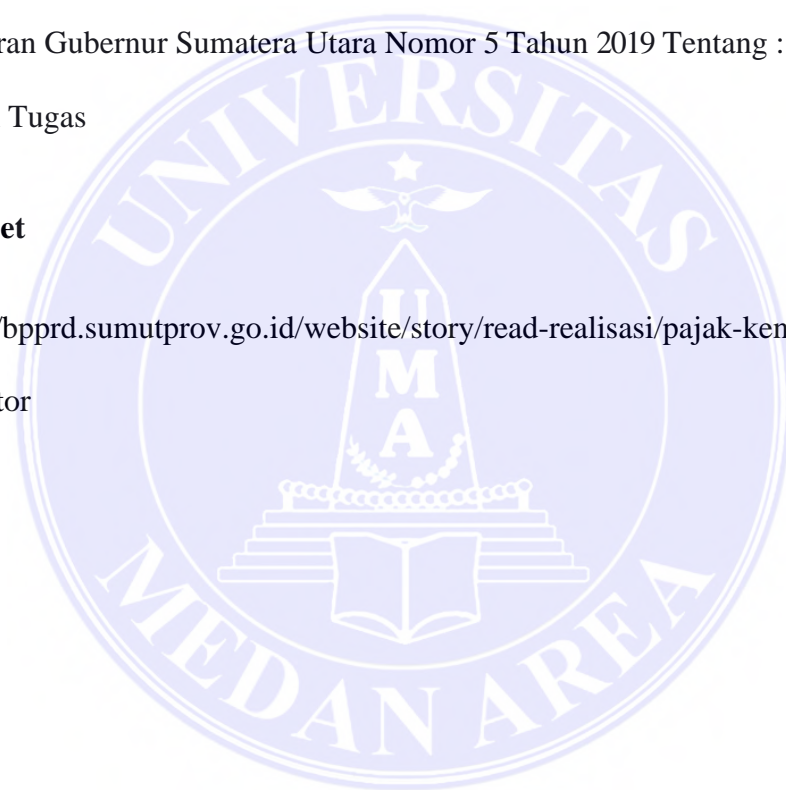 ran Gubernur Sumatera Utara Nomor 5 Tahun 2019 Tentang :
Tugas
et
/bpprd.sumutprov.go.id/website/story/read-realisasi/pajak-ken
tor
UNIVERSITAS
U
M
A
MEDAN AREA